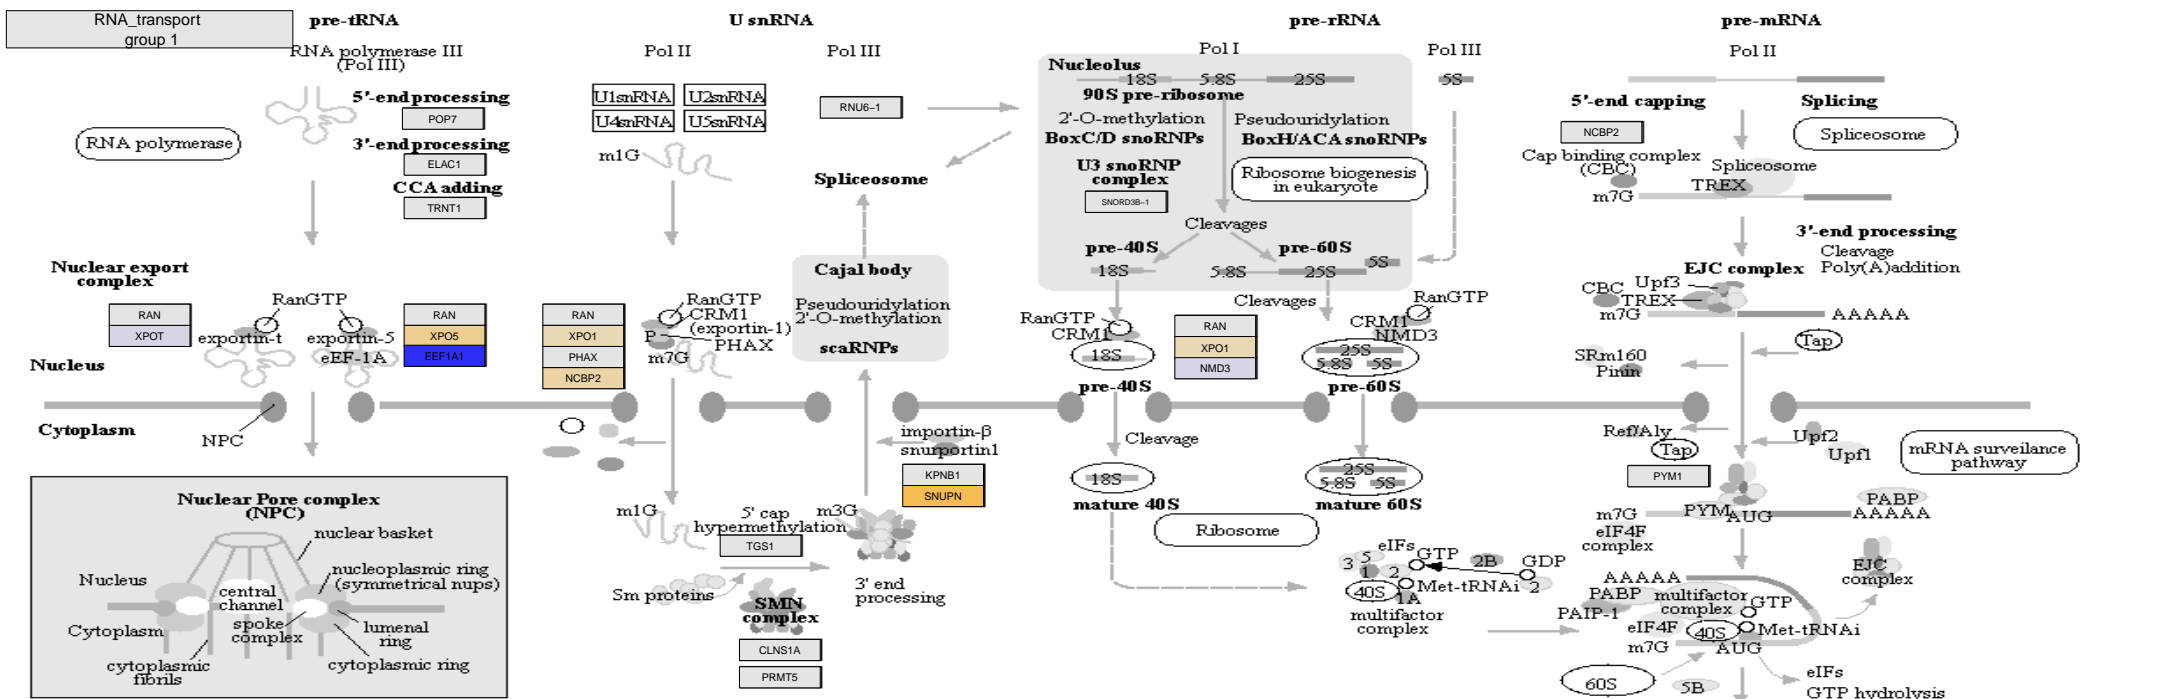 RNA_transport
group 1
pre-tRNA
RNA polymerase III
(Pol III)
5'-end processing
POP7
RNA polymerase
3'-end processing
ELAC1
CCA adding
TRNT1
Nuclear export
complex
RAN
XPOT
RanGTP
exportin-t
exportin-5
eEF-1A
RAN
XPO5
EEF1A1
Nucleus
Cytoplasm
NPC
Nuclear Pore complex
(NPC)
nuclear basket
Nucleus
nucleoplasmic ring
(symmetrical nups)
central
channel
spoke
complex
Cytoplasm
lumenal
ring
cytoplasmic
fibrils
cytoplasmic ring
U snRNA
Pol II
Pol III
U1snRNA
U2snRNA
U4snRNA
U5snRNA
RNU6-1
m1G
Spliceosome
Cajal body
Pseudouridylation
2'-O-methylation
scaRNPs
RAN
XPO1
PHAX
NCBP2
RanGTP
CRM1
(exportin-1)
P
PHAX
m7G
importin-β
snurportin1
KPNB1
SNUPN
m1G
5' cap
hypermethylation
m3G
TGS1
Sm proteins
SMN
complex
3' end
processing
CLNS1A
PRMT5
pre-rRNA
Pol I
Pol III
Nucleolus
18S
5.8S
25S
5S
90S pre-ribosome
2'-O-methylation
Pseudouridylation
BoxC/D snoRNPs
BoxH/ACA snoRNPs
U3 snoRNP
complex
SNORD3B-1
Ribosome biogenesis
in eukaryote
Cleavages
pre-40S
pre-60S
18S
5.8S
25S
5S
Cleavages
RanGTP
CRM1
18S
RAN
XPO1
NMD3
RanGTP
CRM1
NMD3
25S
5.8S
5S
pre-40S
pre-60S
Cleavage
18S
25S
5.8S
5S
mature 40S
mature 60S
Ribosome
eIFs
3
5
1
2
GTP
2B
GDP
2
40S
1A
Met-tRNAi
multifactor
complex
pre-mRNA
Pol II
5'-end capping
Splicing
NCBP2
Spliceosome
Cap binding complex
(CBC)
Spliceosome
TREX
m7G
3'-end processing
Cleavage
Poly(A)addition
EJC complex
CBC
Upf3
TREX
m7G
AAAAA
Tap
SRm160
Pinin
Ref/Aly
Tap
Upf2
Upf1
mRNA surveilance
pathway
PYM1
PABP
m7G
PYM
AUG
AAAAA
eIF4F
complex
EJC
complex
AAAAA
PABP
multifactor
complex
GTP
PAIP-1
eIF4F
40S
Met-tRNAi
m7G
AUG
60S
5B
eIFs
GTP hydrolysis